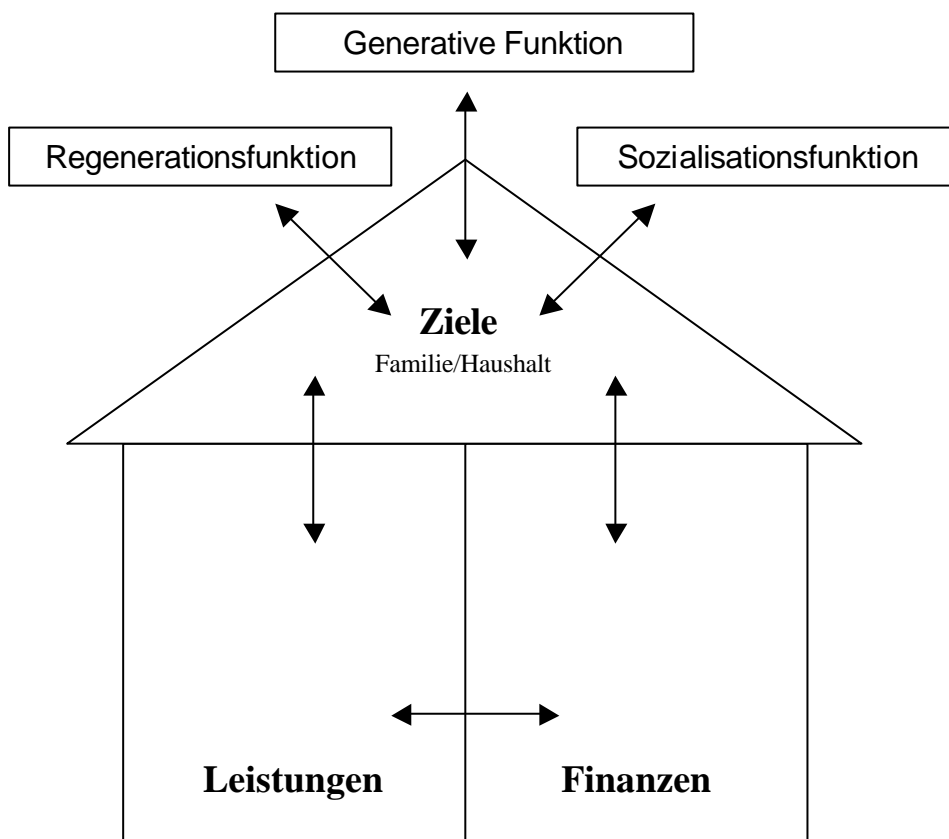 Generative Funktion
Regenerationsfunktion
Sozialisationsfunktion
Ziele
Familie/Haushalt
Leistungen
Finanzen